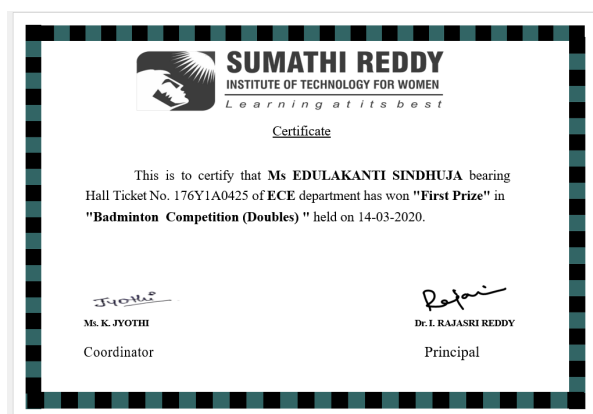 SUMATHI REDDY
INSTITUTE OF TECHNOLOGY FOR WOMEN
Learning at its best
Certificate
This is to certify that Ms EDULAKANTI SINDHUJA bearing
Hall Ticket No. 176Y1A0425 of ECE department has won "First Prize" in
"Badminton Competition (Doubles) " held on 14-03-2020.
Jyothi
Rajasri
Ms. K. JYOTHI
Dr. I. RAJASRI REDDY
Coordinator
Principal